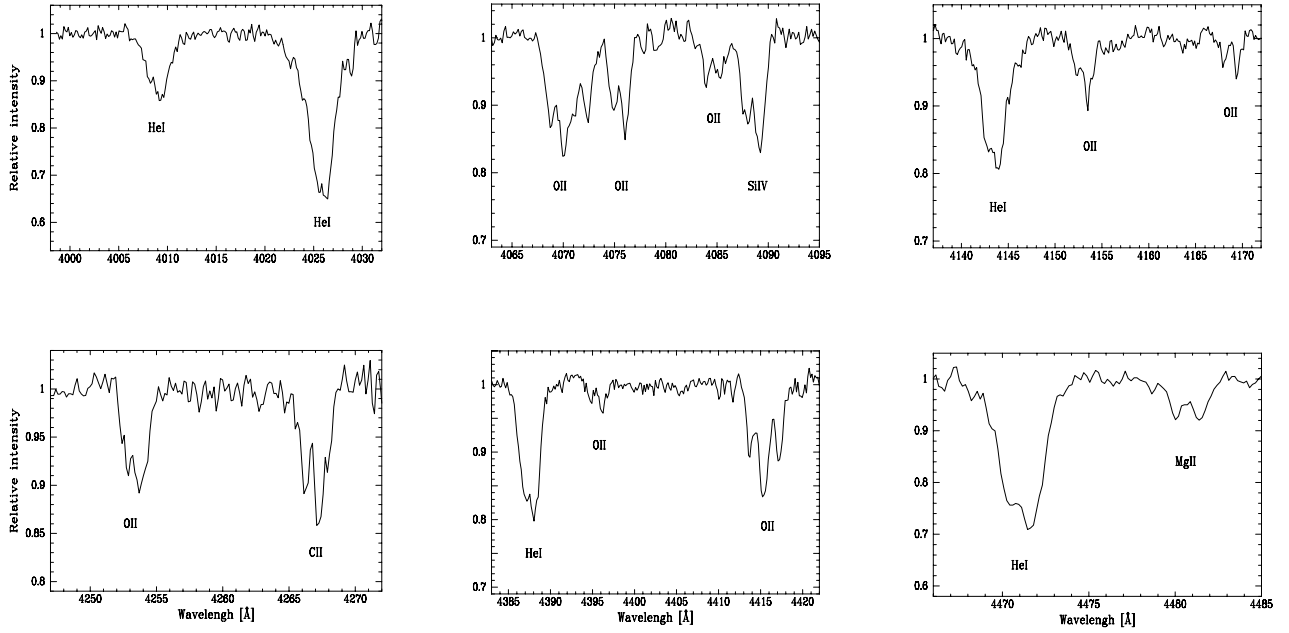 Relative intensity
1
0.9
0.8
0.7
0.6
HeI
HeI
4000 4005 4010 4015 4020 4025 4030
1
0.9
0.8
0.7
OII
OII
OII
SiIV
4065 4070 4075 4080 4085 4090 4095
1
0.9
0.8
0.7
HeI
OII
OII
4140 4145 4150 4155 4160 4165 4170
Relative intensity
1
0.95
0.9
0.85
0.8
OII
CII
4250 4255 4260 4265 4270
Wavelengh [Å]
1
0.9
0.8
0.7
HeI
OII
OII
4385 4390 4395 4400 4405 4410 4415 4420
Wavelengh [Å]
1
0.9
0.8
0.7
0.6
HeI
MgII
4470 4475 4480 4485
Wavelengh [Å]